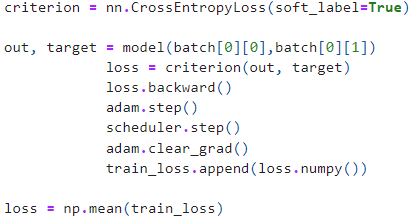 criterion = nn.CrossEntropyLoss(soft_label=True)
out, target = model(batch[0][0],batch[0][1])
loss = criterion(out, target)
loss.backward()
adam.step()
scheduler.step()
adam.clear_grad()
train_loss.append(loss.numpy())
loss = np.mean(train_loss)